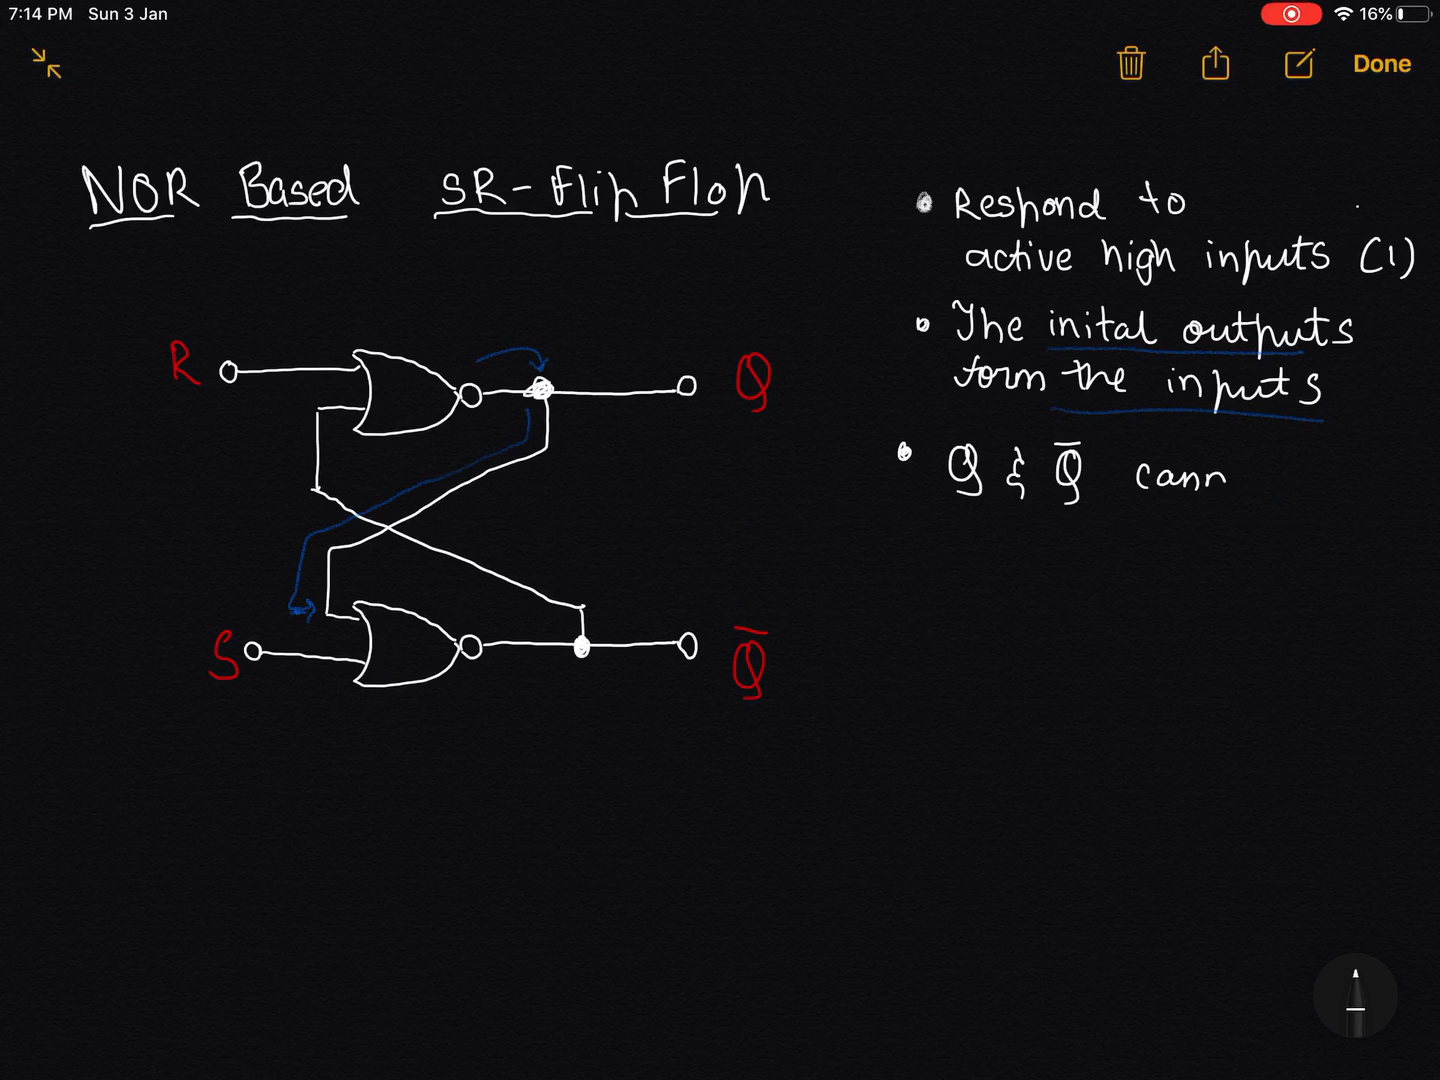 7:14 PM Sun 3 Jan
16%
Done
NOR Based SR-Flip Flop
• Respond to
active high inputs (1)
• The inital outputs
form the inputs
• Q & Q̅ cann
R
Q
S
Q̅